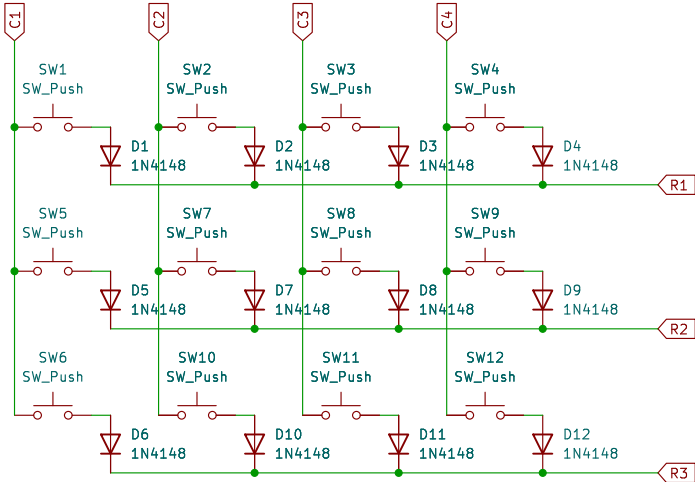 C1 C2 C3 C4
SW1 SW2 SW3 SW4
SW_Push SW_Push SW_Push SW_Push
D1 D2 D3 D4
1N4148 1N4148 1N4148 1N4148
R1
SW5 SW7 SW8 SW9
SW_Push SW_Push SW_Push SW_Push
D5 D7 D8 D9
1N4148 1N4148 1N4148 1N4148
R2
SW6 SW10 SW11 SW12
SW_Push SW_Push SW_Push SW_Push
D6 D10 D11 D12
1N4148 1N4148 1N4148 1N4148
R3